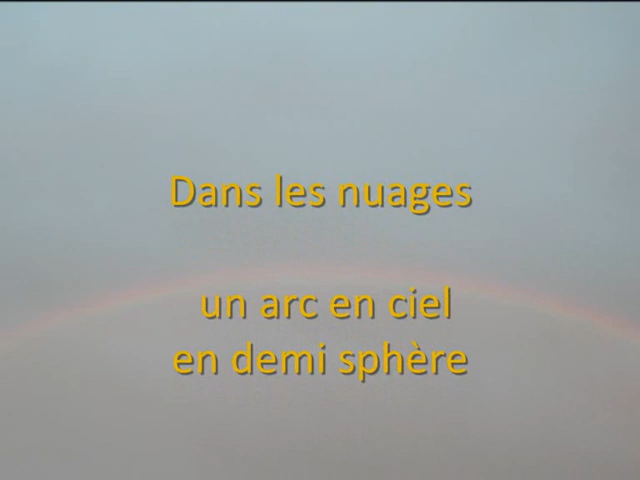 Dans les nuages
un arc en ciel
en demi sphère